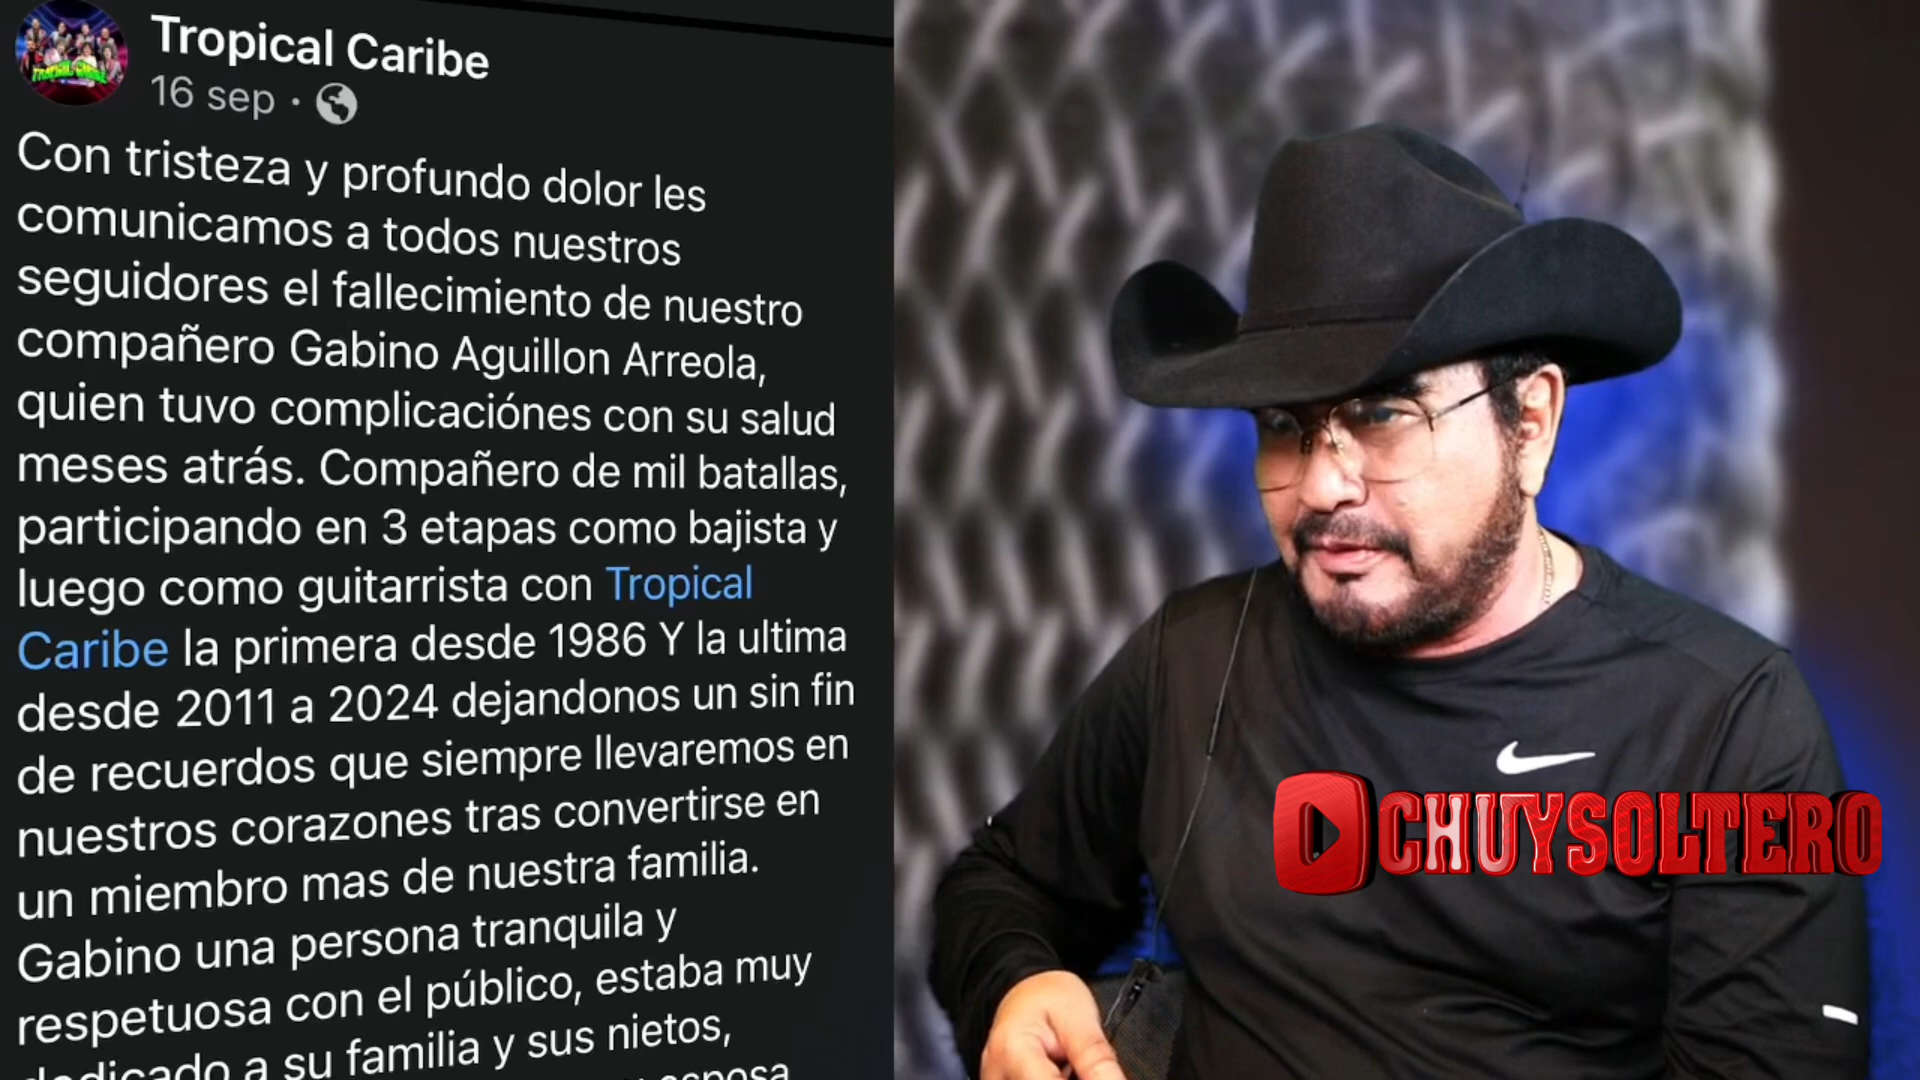 Tropical Caribe
16 sep ·
Con tristeza y profundo dolor les
comunicamos a todos nuestros
seguidores el fallecimiento de nuestro
compañero Gabino Aguillon Arreola,
quien tuvo complicaciónes con su salud
meses atrás. Compañero de mil batallas,
participando en 3 etapas como bajista y
luego como guitarrista con Tropical
Caribe la primera desde 1986 Y la ultima
desde 2011 a 2024 dejandonos un sin fin
de recuerdos que siempre llevaremos en
nuestros corazones tras convertirse en
un miembro mas de nuestra familia.
Gabino una persona tranquila y
respetuosa con el público, estaba muy
dedicado a su familia y sus nietos,
esposa
CHUYSOLTERO